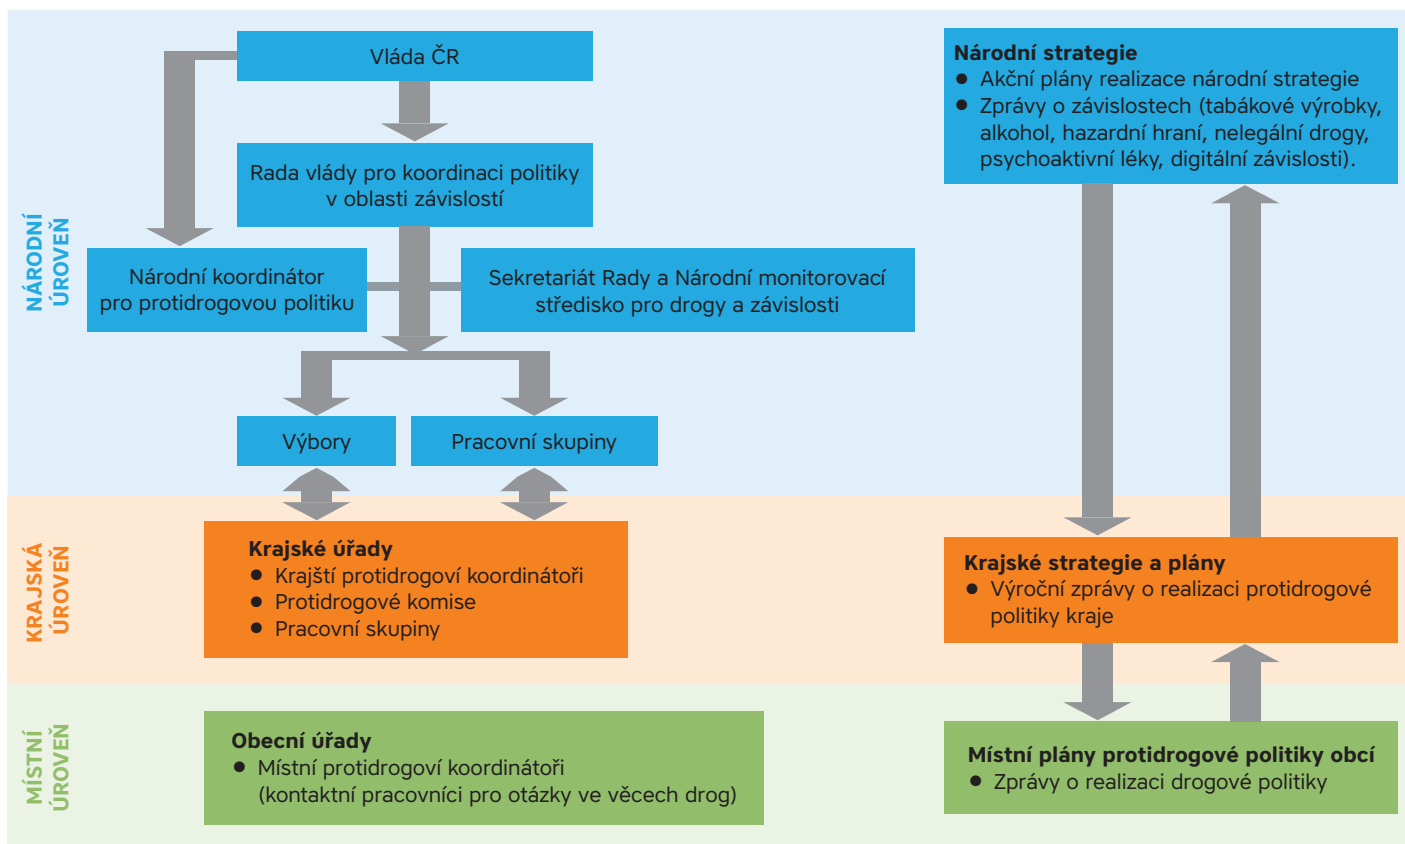 NÁRODNÍ
ÚROVEŇ
Vláda ČR
Rada vlády pro koordinaci politiky
v oblasti závislostí
Národní koordinátor
pro protidrogovou politiku
Sekretariát Rady a Národní monitorovací
středisko pro drogy a závislosti
Výbory
Pracovní skupiny
Národní strategie
● Akční plány realizace národní strategie
● Zprávy o závislostech (tabákové výrobky,
alkohol, hazardní hraní, nelegální drogy,
psychoaktivní léky, digitální závislosti).
KRAJSKÁ
ÚROVEŇ
Krajské úřady
● Krajští protidrogoví koordinátoři
● Protidrogové komise
● Pracovní skupiny
Krajské strategie a plány
● Výroční zprávy o realizaci protidrogové
politiky kraje
MÍSTNÍ
ÚROVEŇ
Obecní úřady
● Místní protidrogoví koordinátoři
(kontaktní pracovníci pro otázky ve věcech drog)
Místní plány protidrogové politiky obcí
● Zprávy o realizaci drogové politiky